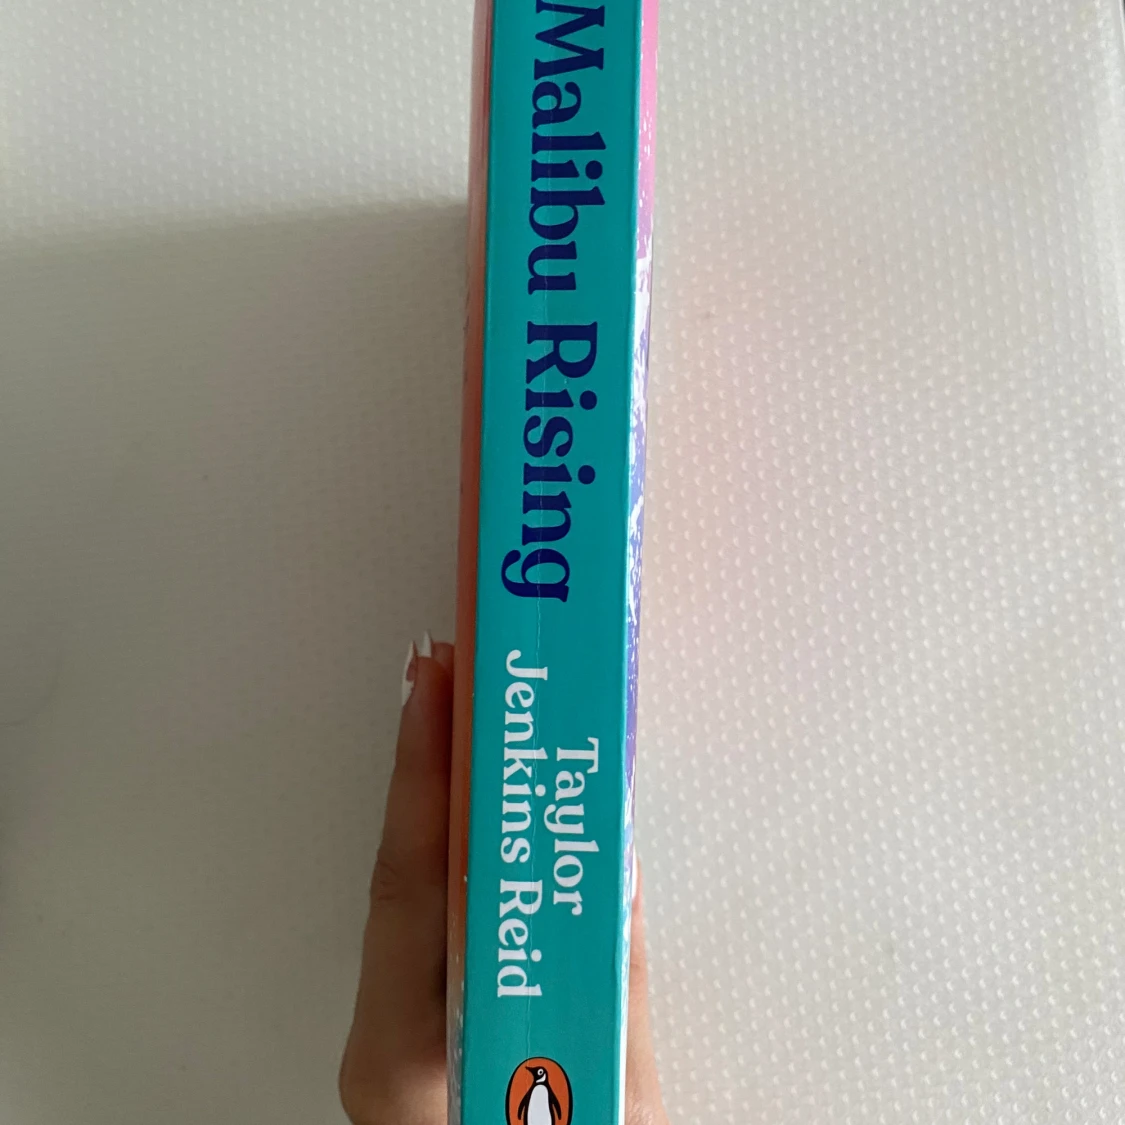 Malibu Rising
Taylor
Jenkins Reid